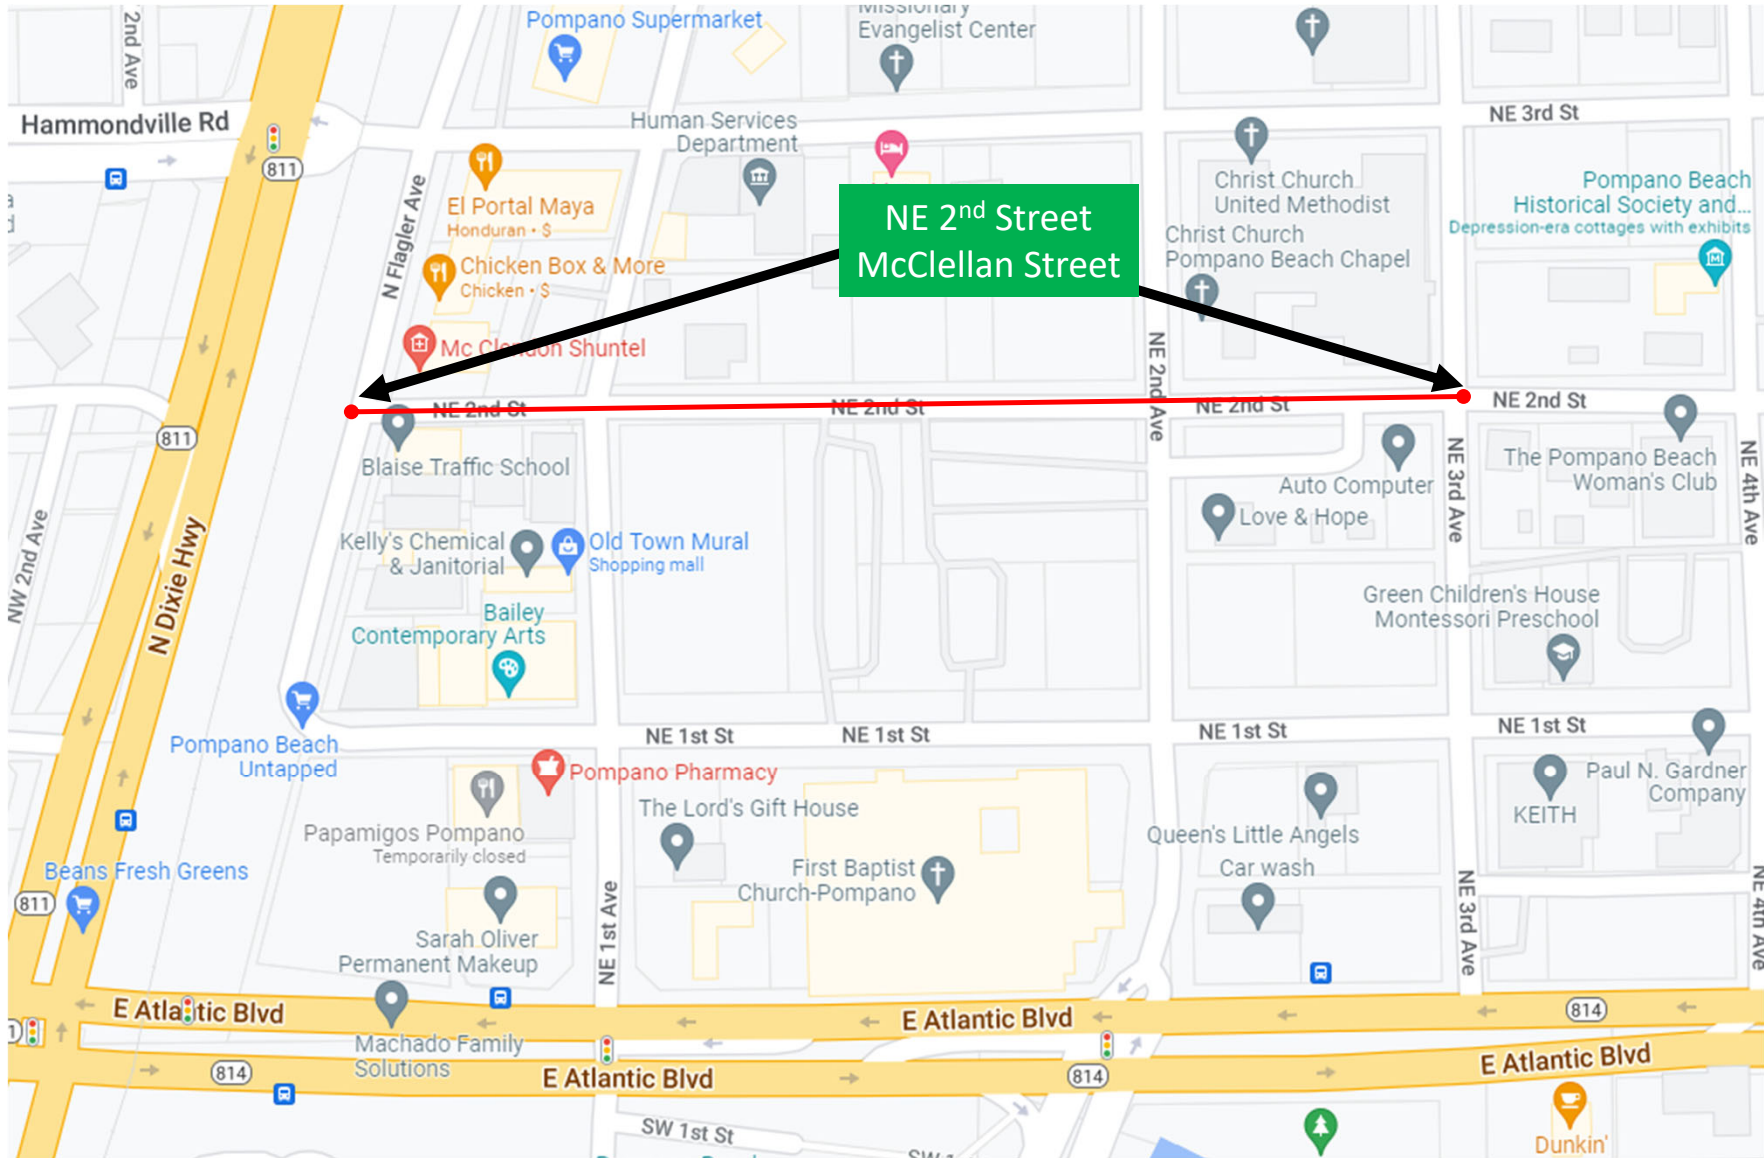 2nd Ave
Pompano Supermarket
Missionary
Evangelist Center
Hammondville Rd
811
Human Services
Department
NE 3rd St
N Flagler Ave
El Portal Maya
Honduran • $
Chicken Box & More
Chicken • $
NE 2nd Street
McClellan Street
Christ Church
United Methodist
Christ Church
Pompano Beach Chapel
Pompano Beach
Historical Society and...
Depression-era cottages with exhibits
Mc Clendon Shuntel
NE 2nd St
NE 2nd St
NE 2nd Ave
NE 2nd St
NE 2nd St
811
Blaise Traffic School
NE 3rd Ave
Auto Computer
The Pompano Beach
Woman's Club
NE 4th Ave
NW 2nd Ave
N Dixie Hwy
Kelly's Chemical
& Janitorial
Old Town Mural
Shopping mall
Love & Hope
Bailey
Contemporary Arts
Green Children's House
Montessori Preschool
Pompano Beach
Untapped
NE 1st St
NE 1st St
NE 1st St
NE 1st St
Pompano Pharmacy
Papamigos Pompano
Temporarily closed
The Lord's Gift House
Queen's Little Angels
KEITH
Paul N. Gardner
Company
Beans Fresh Greens
811
First Baptist
Church-Pompano
Car wash
NE 1st Ave
NE 3rd Ave
NE 4th Ave
Sarah Oliver
Permanent Makeup
E Atlantic Blvd
E Atlantic Blvd
814
Machado Family
Solutions
814
E Atlantic Blvd
814
E Atlantic Blvd
SW 1st St
Dunkin'